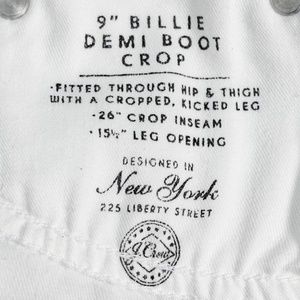 9" BILLIE
DEMI BOOT
CROP
·FITTED THROUGH HIP & THIGH
WITH A CROPPED, KICKED LEG
·26" CROP INSEAM
·15½" LEG OPENING
DESIGNED IN
New York
225 LIBERTY STREET
J.Crew